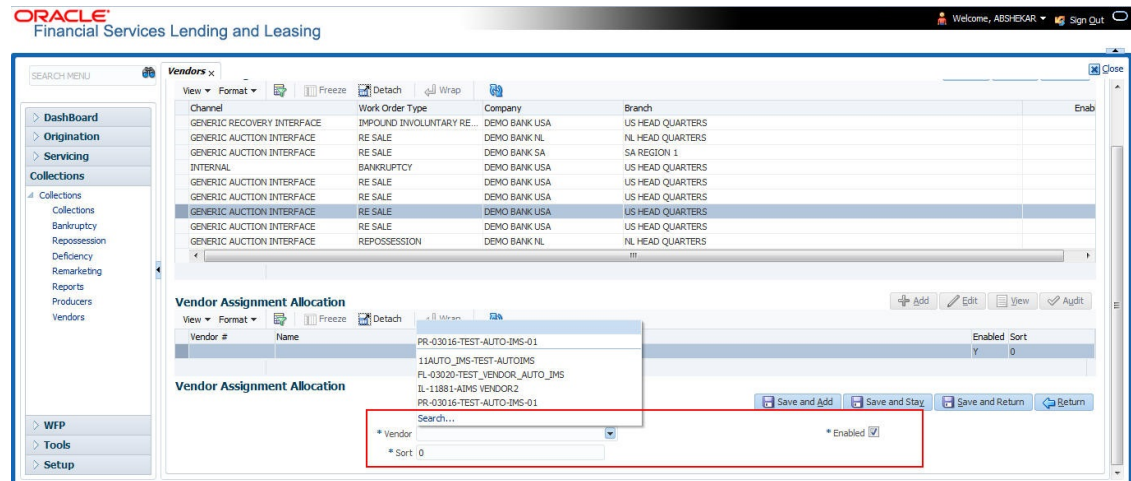 ORACLE
Financial Services Lending and Leasing
Welcome, ABSHEKAR
Sign Out
SEARCH MENU
Vendors x
Close
View Format Freeze Detach Wrap
Channel Work Order Type Company Branch Enab
GENERIC RECOVERY INTERFACE IMPOUND INVOLUNTARY RE... DEMO BANK USA US HEAD QUARTERS
GENERIC AUCTION INTERFACE RE SALE DEMO BANK NL NL HEAD QUARTERS
GENERIC AUCTION INTERFACE RE SALE DEMO BANK SA SA REGION 1
INTERNAL BANKRUPTCY DEMO BANK USA US HEAD QUARTERS
GENERIC AUCTION INTERFACE RE SALE DEMO BANK USA US HEAD QUARTERS
GENERIC AUCTION INTERFACE RE SALE DEMO BANK USA US HEAD QUARTERS
GENERIC AUCTION INTERFACE RE SALE DEMO BANK USA US HEAD QUARTERS
GENERIC AUCTION INTERFACE RE SALE DEMO BANK USA US HEAD QUARTERS
GENERIC AUCTION INTERFACE REPOSSESSION DEMO BANK NL NL HEAD QUARTERS
DashBoard
Origination
Servicing
Collections
Collections
Collections
Bankruptcy
Repossession
Deficiency
Remarketing
Reports
Producers
Vendors
WFP
Tools
Setup
Vendor Assignment Allocation
Add Edit View Audit
View Format Freeze Detach Wrap
Vendor # Name Enabled Sort
Y 0
PR-03016-TEST-AUTO-IMS-01
11AUTO_IMS-TEST-AUTOIMS
FL-03020-TEST_VENDOR_AUTO_IMS
IL-11881-AIMS VENDOR2
PR-03016-TEST-AUTO-IMS-01
Search...
Vendor Assignment Allocation
Save and Add Save and Stay Save and Return Return
* Vendor
* Enabled
* Sort 0